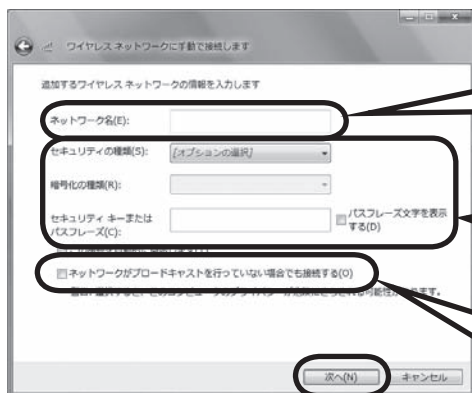 ワイヤレス ネットワークに手動で接続します
追加するワイヤレス ネットワークの情報を入力します
ネットワーク名(E):
セキュリティの種類(S):
[オプションの選択]
暗号化の種類(R):
セキュリティ キーまたは
パスフレーズ(C):
パスフレーズ文字を表示
する(D)
ネットワークがブロードキャストを行っていない場合でも接続する(O)
次へ(N)
キャンセル